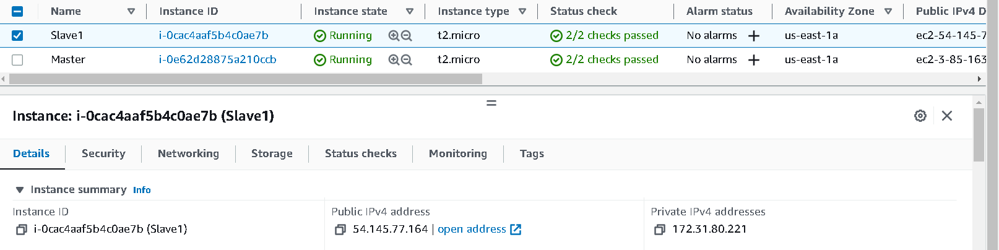 Name Instance ID Instance state Instance type Status check Alarm status Availability Zone Public IPv4 D
Slave1 i-0cac4aaf5b4c0ae7b Running t2.micro 2/2 checks passed No alarms + us-east-1a ec2-54-145-7
Master i-0e62d28875a210ccb Running t2.micro 2/2 checks passed No alarms + us-east-1a ec2-3-85-163
Instance: i-0cac4aaf5b4c0ae7b (Slave1)
Details Security Networking Storage Status checks Monitoring Tags
Instance summary Info
Instance ID Public IPv4 address Private IPv4 addresses
i-0cac4aaf5b4c0ae7b (Slave1) 54.145.77.164 | open address 172.31.80.221